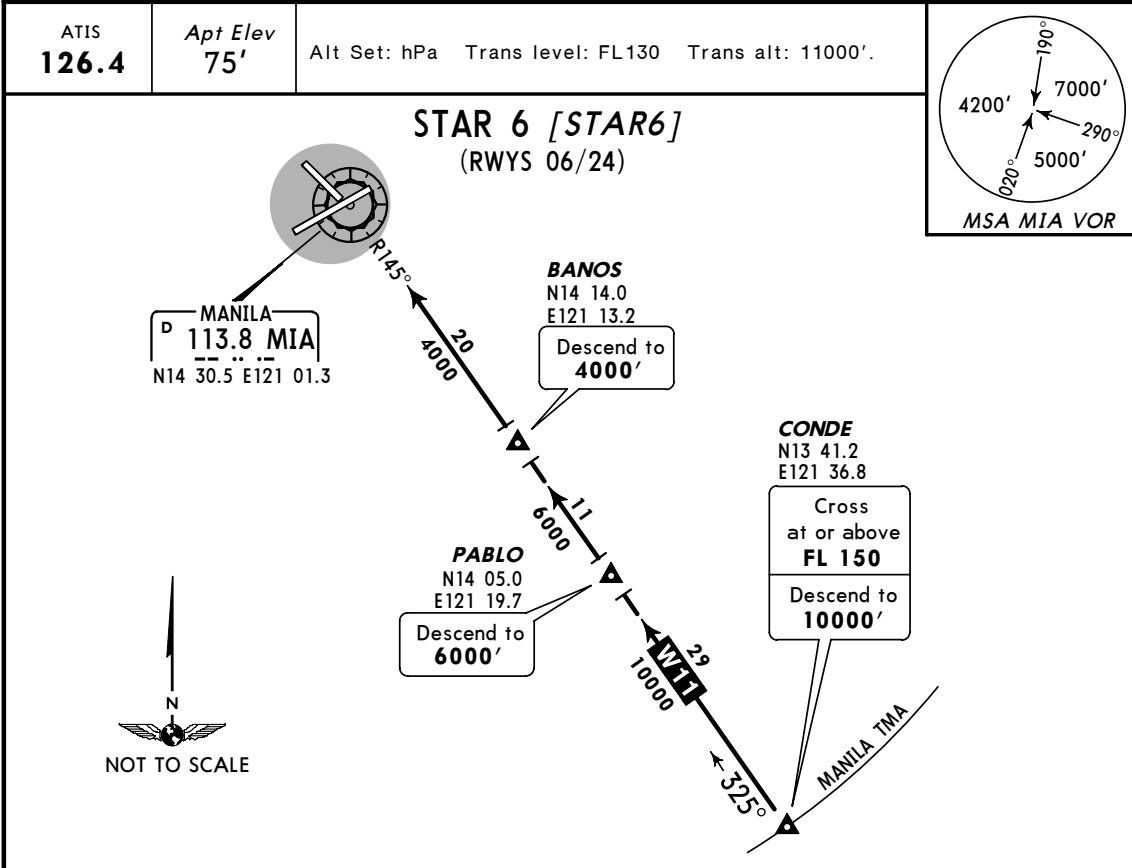 ATIS
126.4
Apt Elev
75'
Alt Set: hPa Trans level: FL130 Trans alt: 11000'.
190°
4200'
7000'
290°
5000'
020°
MSA MIA VOR
STAR 6 [STAR6]
(RWYS 06/24)
R145°
MANILA
D 113.8 MIA
N14 30.5 E121 01.3
BANOS
N14 14.0
E121 13.2
Descend to
4000'
20
4000
CONDE
N13 41.2
E121 36.8
Cross
at or above
FL 150
Descend to
10000'
11
6000
PABLO
N14 05.0
E121 19.7
Descend to
6000'
29
W11
10000
325°
MANILA TMA
N
NOT TO SCALE